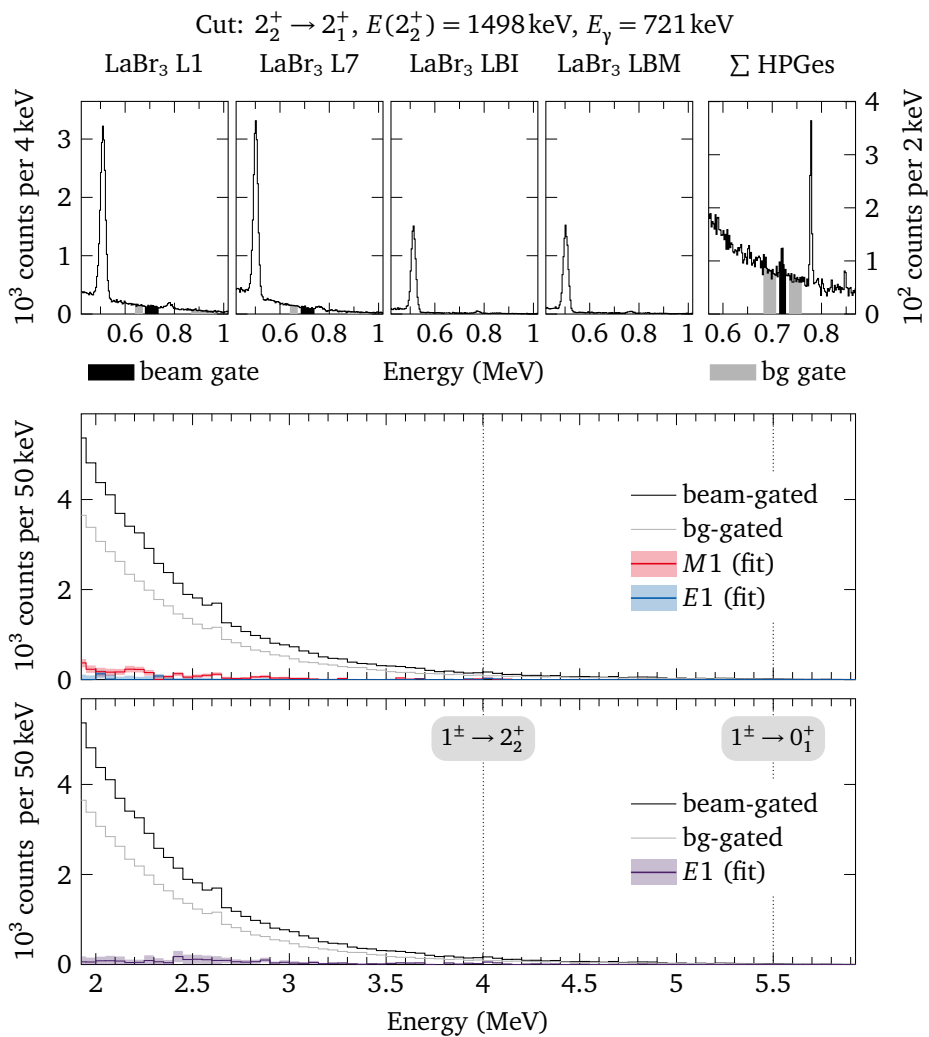 Cut: 2₂⁺ → 2₁⁺, E(2₂⁺) = 1498 keV, Eγ = 721 keV
LaBr₃ L1 LaBr₃ L7 LaBr₃ LBI LaBr₃ LBM ∑ HPGes
10³ counts per 4 keV
3
2
1
0
0.6 0.8 1 0.6 0.8 1 0.6 0.8 1 0.6 0.8 1 0.6 0.7 0.8
4
3
2
1
0
10² counts per 2 keV
beam gate Energy (MeV) bg gate
10³ counts per 50 keV
4
2
0
beam-gated
bg-gated
M1 (fit)
E1 (fit)
10³ counts per 50 keV
4
2
0
1± → 2₂⁺ 1± → 0₁⁺
beam-gated
bg-gated
E1 (fit)
2 2.5 3 3.5 4 4.5 5 5.5
Energy (MeV)